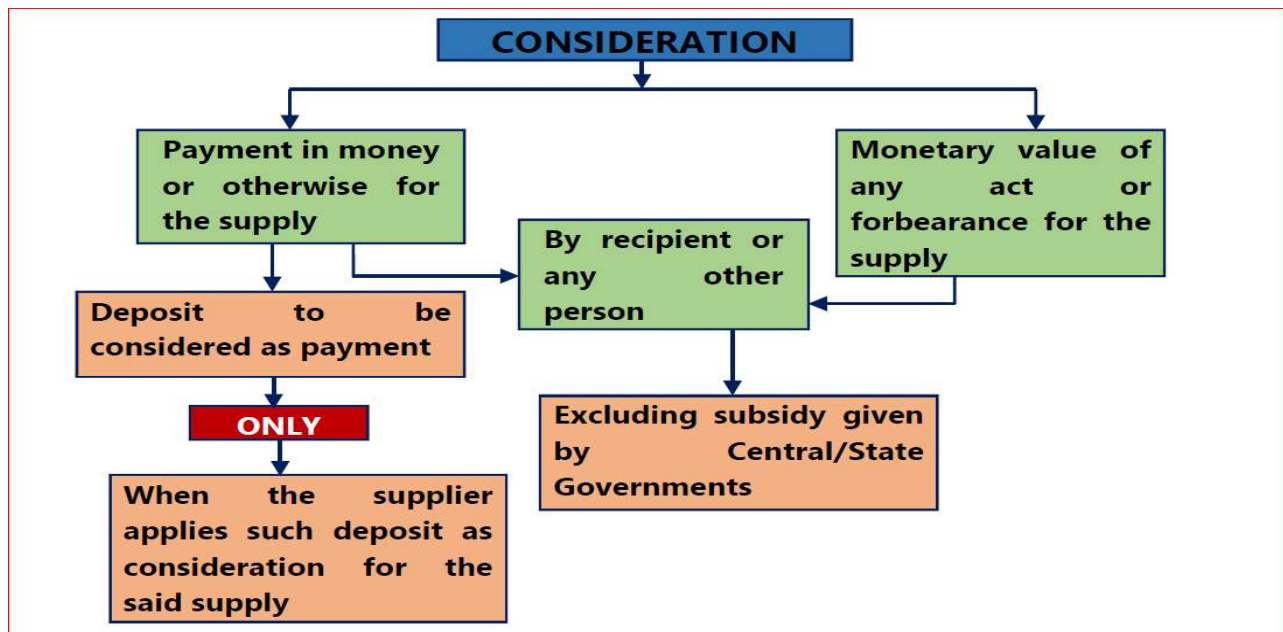 CONSIDERATION
Payment in money
or otherwise for
the supply
Monetary value of
any act or
forbearance for the
supply
By recipient or
any other
person
Deposit to be
considered as payment
ONLY
When the supplier
applies such deposit as
consideration for the
said supply
Excluding subsidy given
by Central/State
Governments